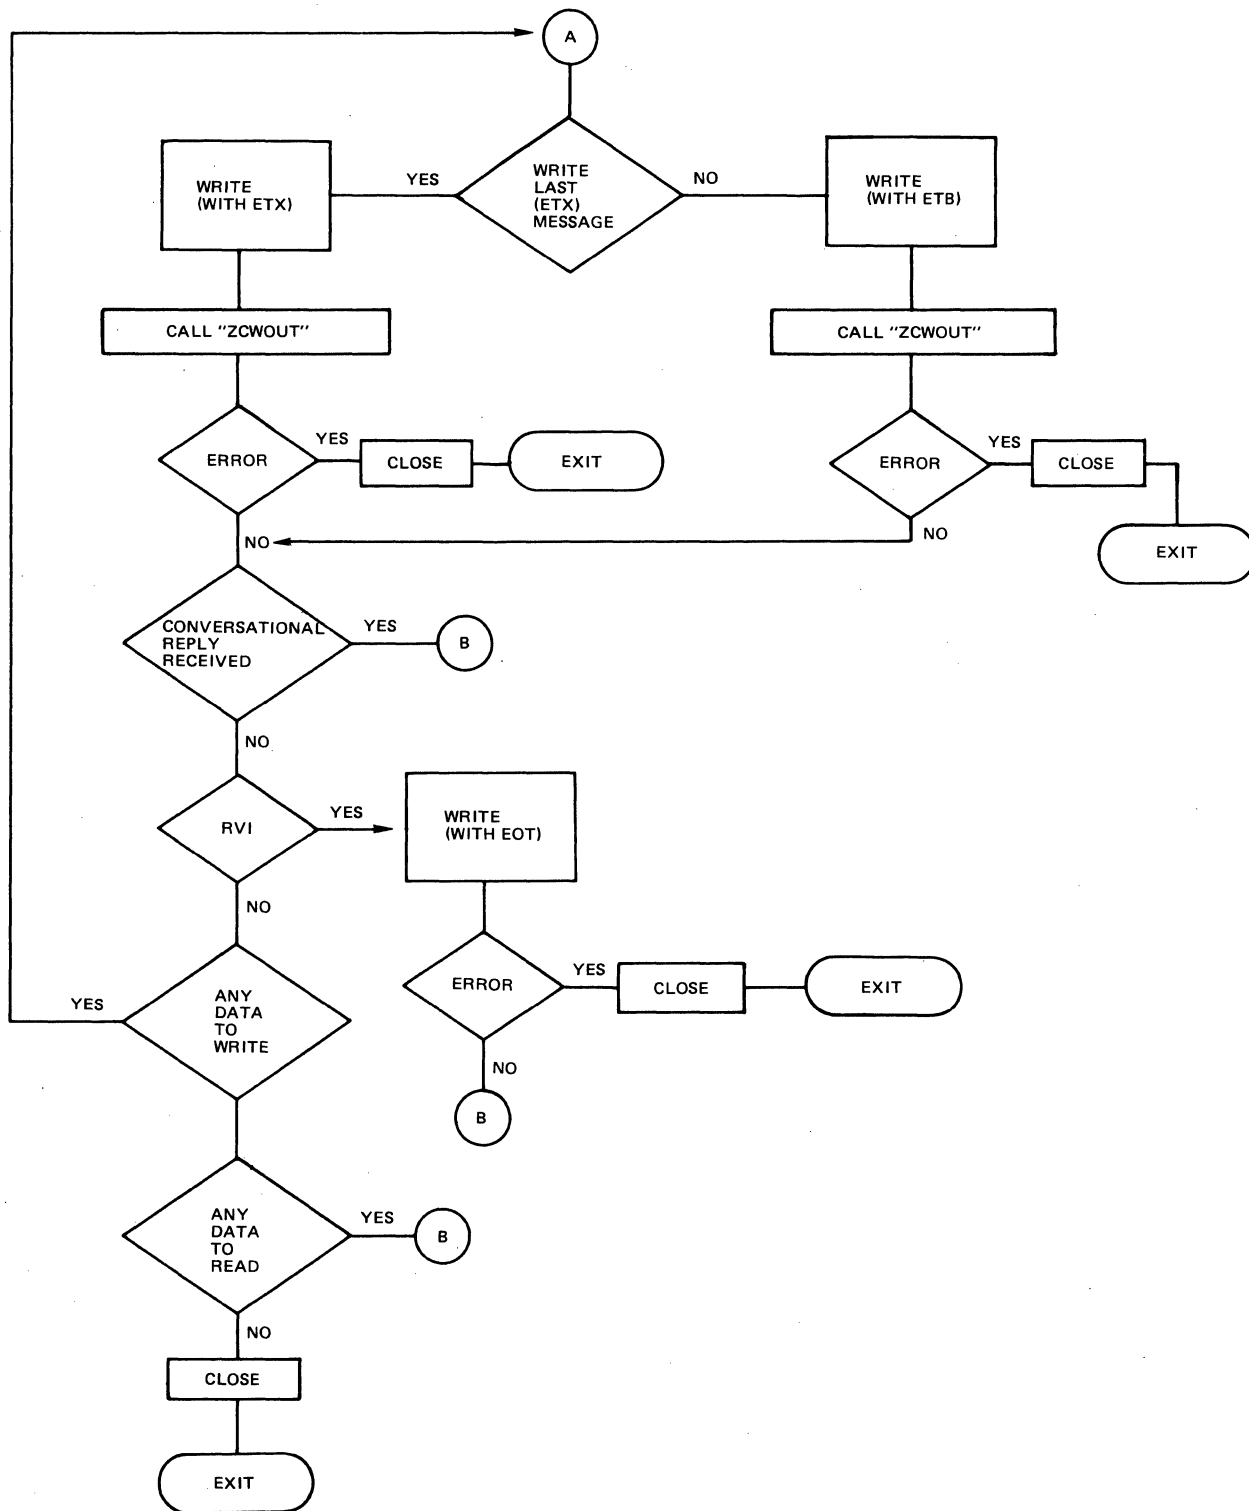 A
WRITE
(WITH ETX)
YES
WRITE
LAST
(ETX)
MESSAGE
NO
WRITE
(WITH ETB)
CALL "ZCWOUT"
CALL "ZCWOUT"
ERROR
YES
CLOSE
EXIT
ERROR
YES
CLOSE
NO
NO
EXIT
CONVERSATIONAL
REPLY
RECEIVED
YES
B
NO
RVI
YES
WRITE
(WITH EOT)
NO
YES
ANY
DATA
TO
WRITE
ERROR
YES
CLOSE
EXIT
NO
B
ANY
DATA
TO
READ
YES
B
NO
CLOSE
EXIT